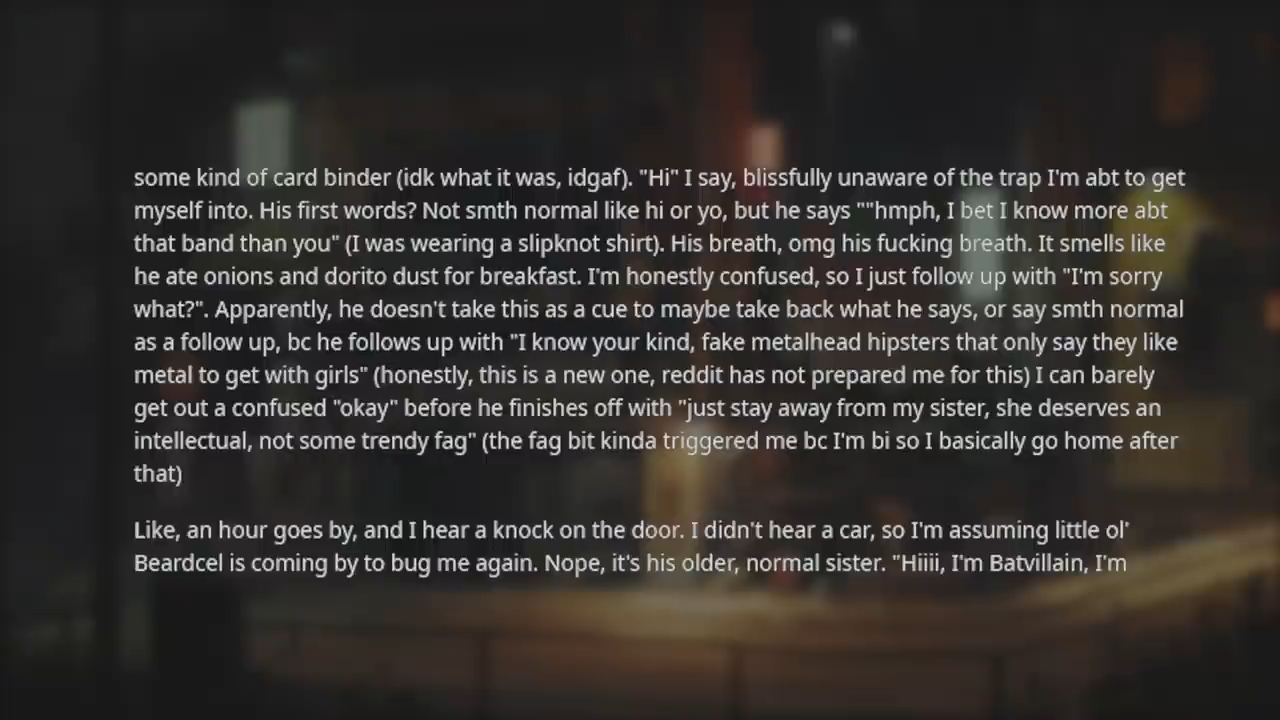 some kind of card binder (idk what it was, idgaf). "Hi" I say, blissfully unaware of the trap I'm abt to get
myself into. His first words? Not smth normal like hi or yo, but he says ""hmph, I bet I know more abt
that band than you" (I was wearing a slipknot shirt). His breath, omg his fucking breath. It smells like
he ate onions and dorito dust for breakfast. I'm honestly confused, so I just follow up with "I'm sorry
what?". Apparently, he doesn't take this as a cue to maybe take back what he says, or say smth normal
as a follow up, bc he follows up with "I know your kind, fake metalhead hipsters that only say they like
metal to get with girls" (honestly, this is a new one, reddit has not prepared me for this) I can barely
get out a confused "okay" before he finishes off with "just stay away from my sister, she deserves an
intellectual, not some trendy fag" (the fag bit kinda triggered me bc I'm bi so I basically go home after
that)
Like, an hour goes by, and I hear a knock on the door. I didn't hear a car, so I'm assuming little ol'
Beardcel is coming by to bug me again. Nope, it's his older, normal sister. "Hiiii, I'm Batvillain, I'm